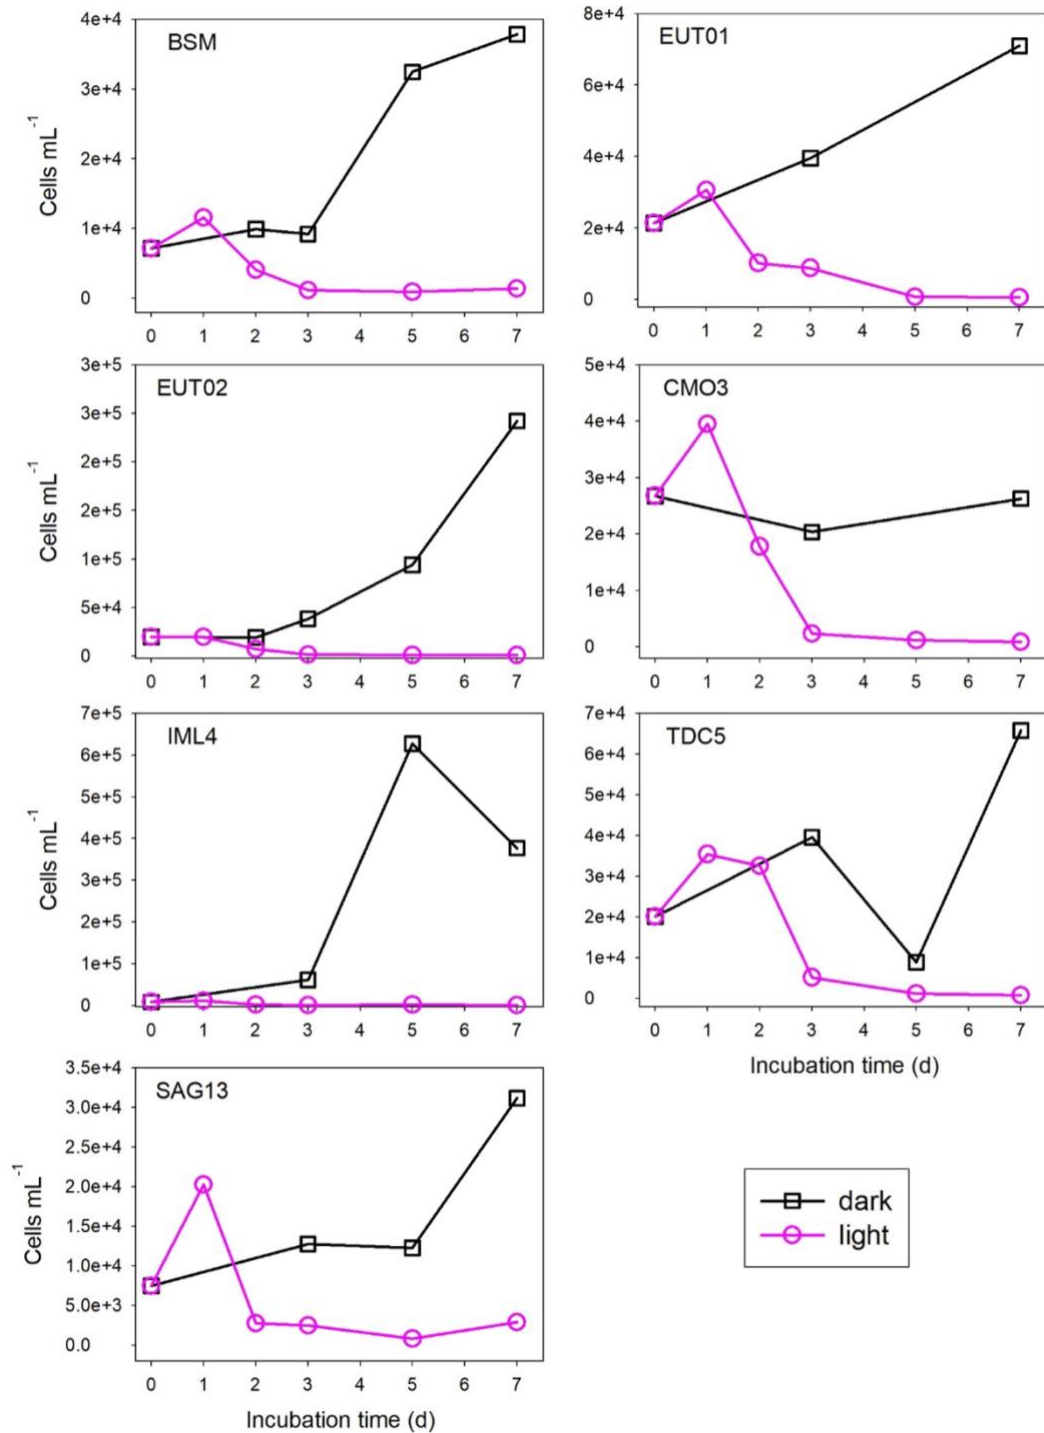 BSM
Cells mL⁻¹
4e+4
3e+4
2e+4
1e+4
0
0 1 2 3 4 5 6 7
EUT01
8e+4
6e+4
4e+4
2e+4
0
0 1 2 3 4 5 6 7
EUT02
Cells mL⁻¹
3e+5
3e+5
2e+5
2e+5
1e+5
5e+4
0
0 1 2 3 4 5 6 7
CMO3
5e+4
4e+4
3e+4
2e+4
1e+4
0
0 1 2 3 4 5 6 7
IML4
Cells mL⁻¹
7e+5
6e+5
5e+5
4e+5
3e+5
2e+5
1e+5
0
0 1 2 3 4 5 6 7
TDC5
7e+4
6e+4
5e+4
4e+4
3e+4
2e+4
1e+4
0
0 1 2 3 4 5 6 7
Incubation time (d)
SAG13
Cells mL⁻¹
3.5e+4
3.0e+4
2.5e+4
2.0e+4
1.5e+4
1.0e+4
5.0e+3
0.0
0 1 2 3 4 5 6 7
Incubation time (d)
dark
light